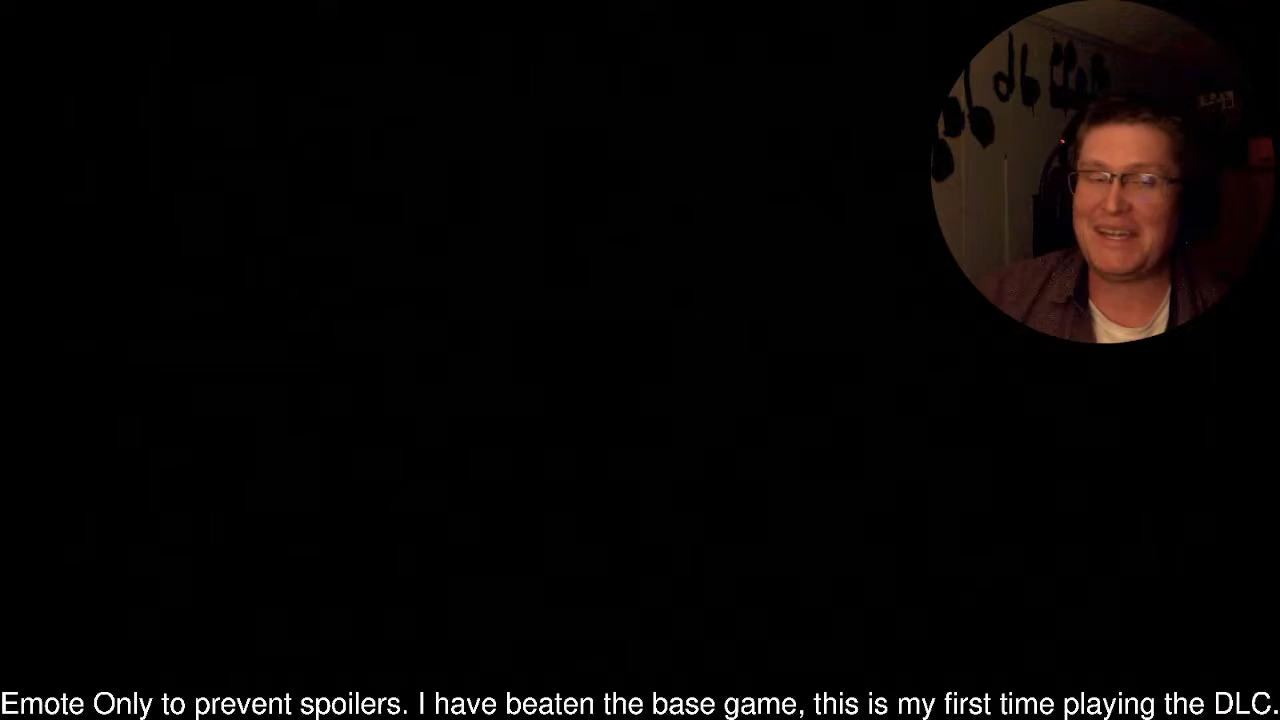 Emote Only to prevent spoilers. I have beaten the base game, this is my first time playing the DLC.